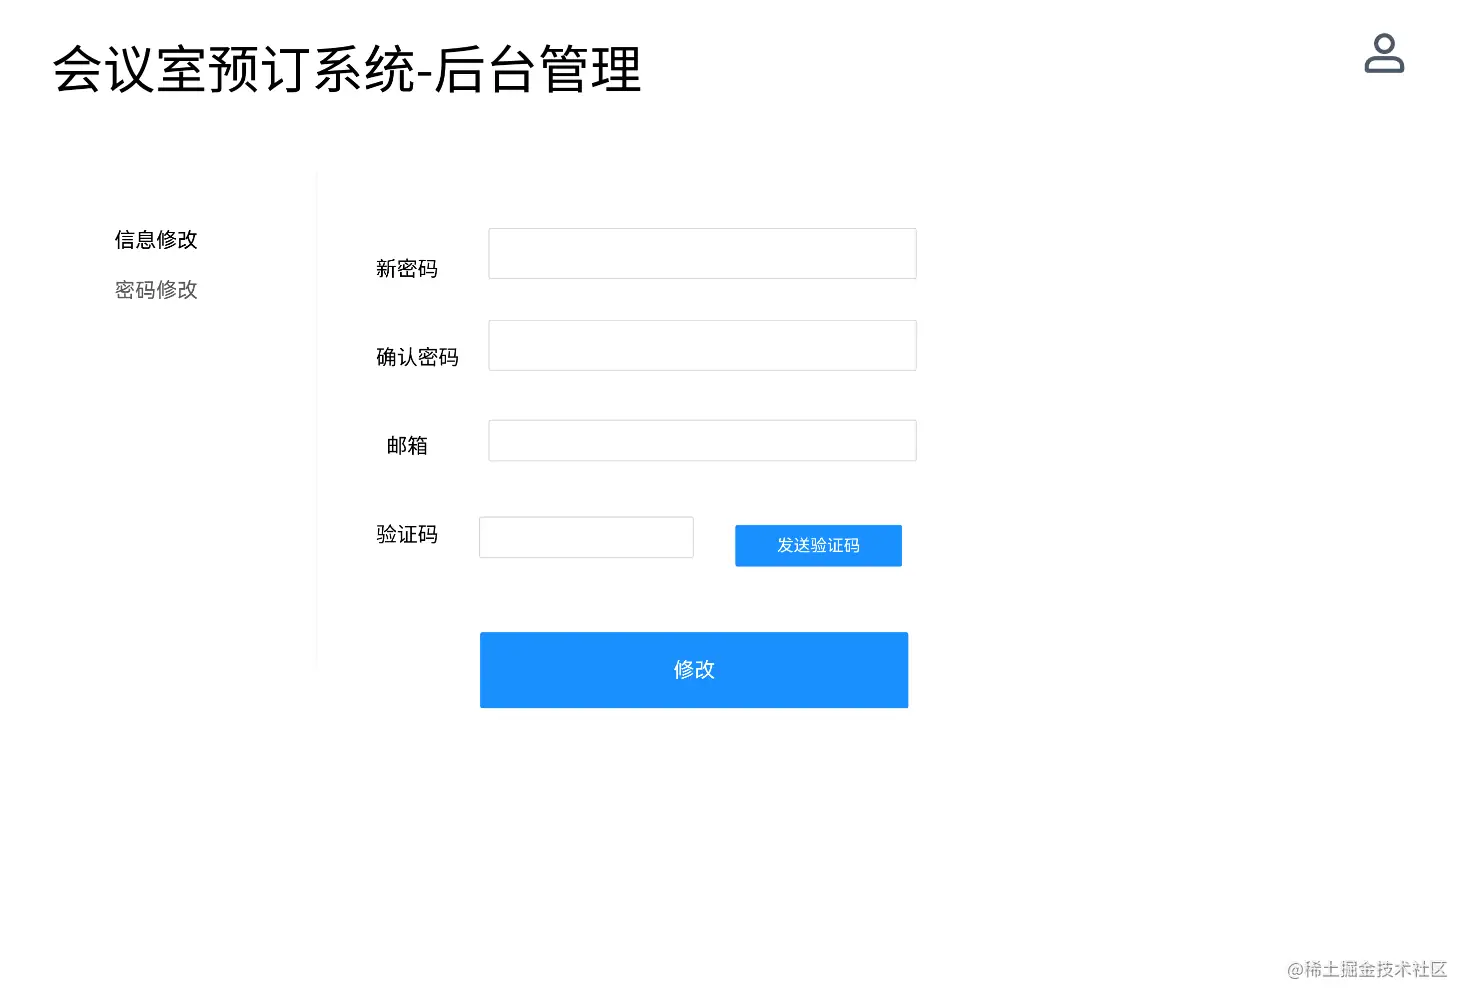 会议室预订系统-后台管理
信息修改
密码修改
新密码
确认密码
邮箱
验证码
发送验证码
修改
@稀土掘金技术社区